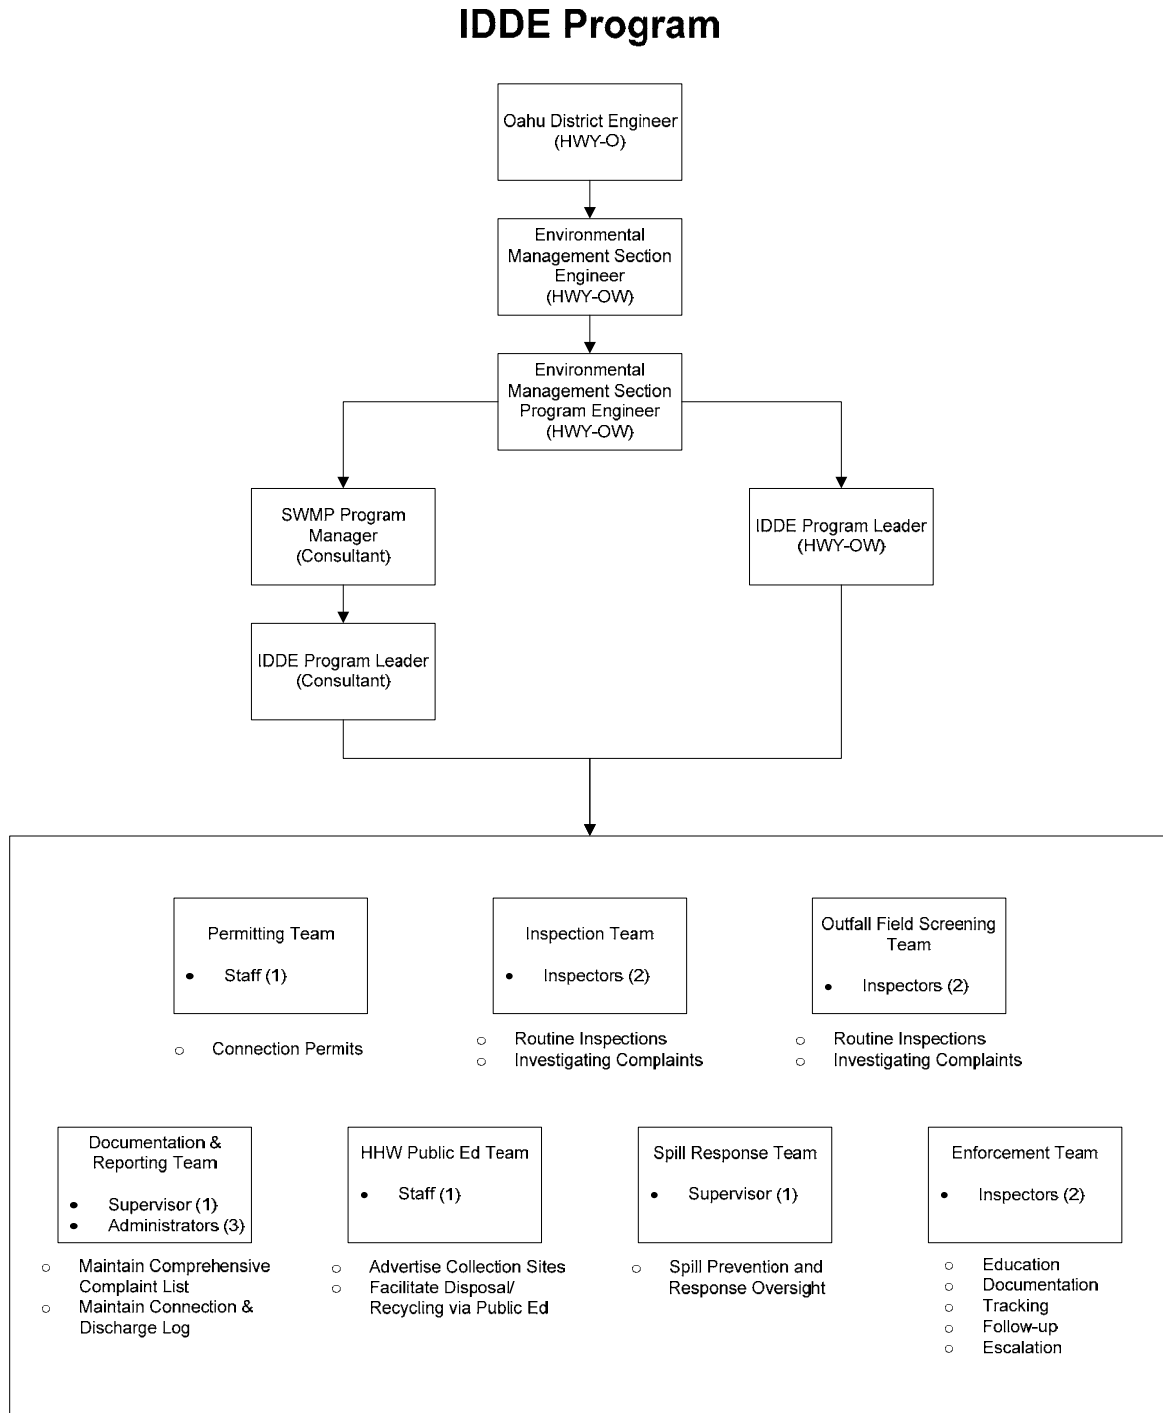 IDDE Program
Oahu District Engineer
(HWY-O)
Environmental
Management Section
Engineer
(HWY-OW)
Environmental
Management Section
Program Engineer
(HWY-OW)
SWMP Program
Manager
(Consultant)
IDDE Program Leader
(HWY-OW)
IDDE Program Leader
(Consultant)
Permitting Team
• Staff (1)
○ Connection Permits
Inspection Team
• Inspectors (2)
○ Routine Inspections
○ Investigating Complaints
Outfall Field Screening
Team
• Inspectors (2)
○ Routine Inspections
○ Investigating Complaints
Documentation &
Reporting Team
• Supervisor (1)
• Administrators (3)
○ Maintain Comprehensive
Complaint List
○ Maintain Connection &
Discharge Log
HHW Public Ed Team
• Staff (1)
○ Advertise Collection Sites
○ Facilitate Disposal/
Recycling via Public Ed
Spill Response Team
• Supervisor (1)
○ Spill Prevention and
Response Oversight
Enforcement Team
• Inspectors (2)
○ Education
○ Documentation
○ Tracking
○ Follow-up
○ Escalation